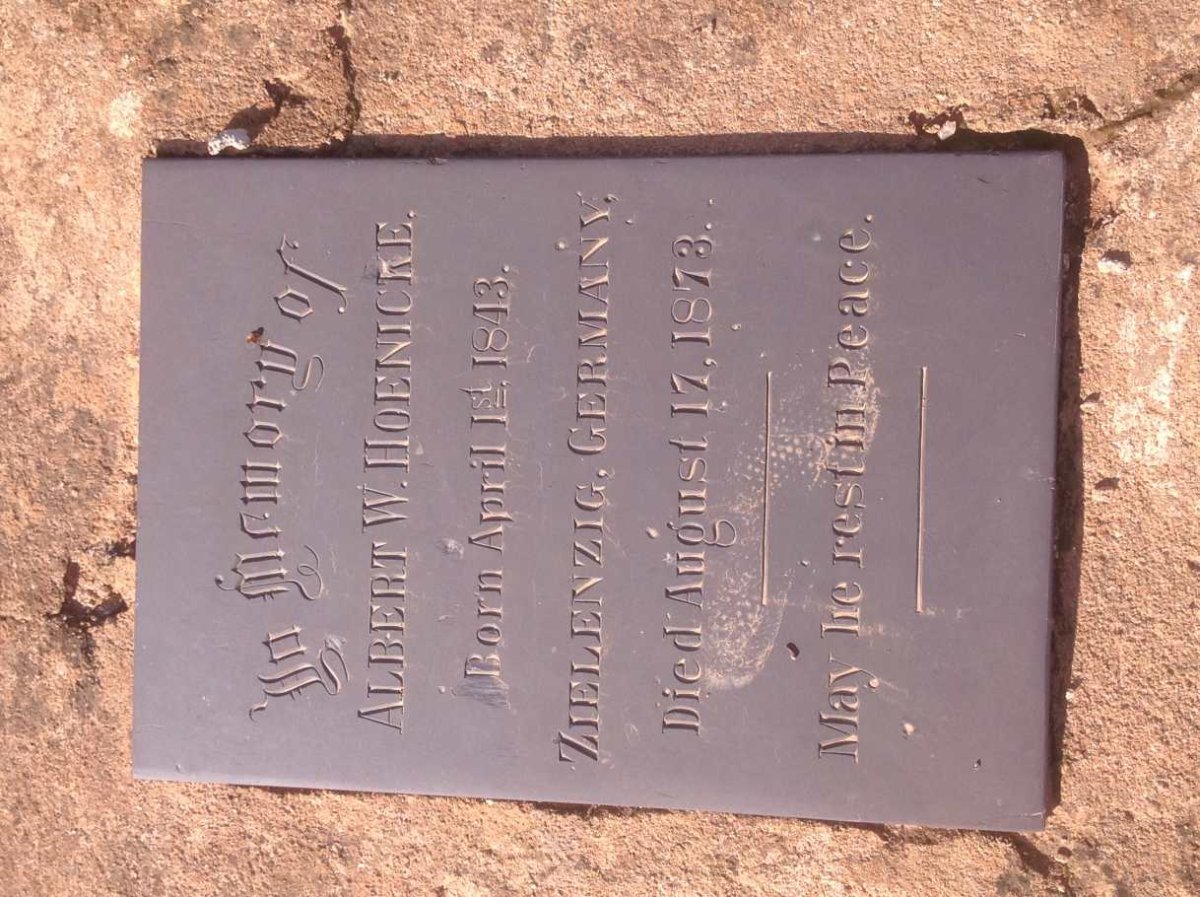 In Memory of
ALBERT W. HOENICKE.
Born April 1st 1843.
ZIELENZIG, GERMANY,
Died August 17, 1873.
May he rest in Peace.